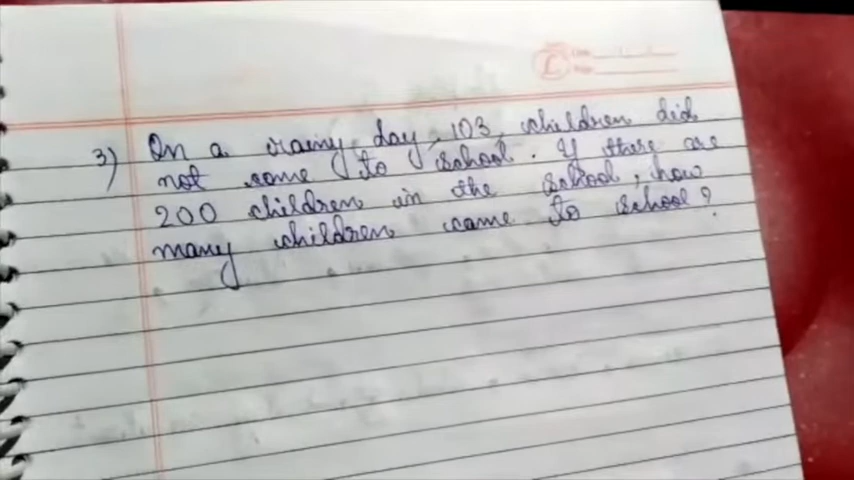 3) On a rainy day, 103, children did
not come to school. If there are
200 children in the school, how
many children came to school?